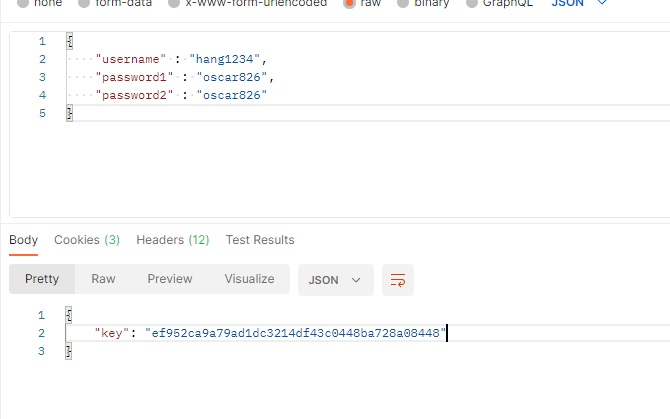 none form-data x-www-form-urlencoded raw binary GraphQL JSON
1 {
2 "username" : "hang1234",
3 "password1" : "oscar826",
4 "password2" : "oscar826"
5 }
Body Cookies (3) Headers (12) Test Results
Pretty Raw Preview Visualize JSON
1 {
2 "key": "ef952ca9a79ad1dc3214df43c0448ba728a08448"
3 }